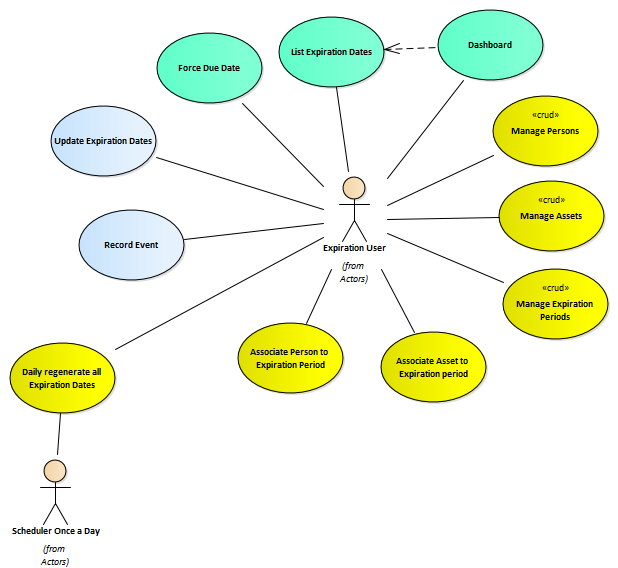 Dashboard
List Expiration Dates
Force Due Date
«crud»
Manage Persons
Update Expiration Dates
«crud»
Manage Assets
Record Event
Expiration User
(from
Actors)
«crud»
Manage Expiration
Periods
Associate Person to
Expiration Period
Associate Asset to
Expiration period
Daily regenerate all
Expiration Dates
Scheduler Once a Day
(from
Actors)